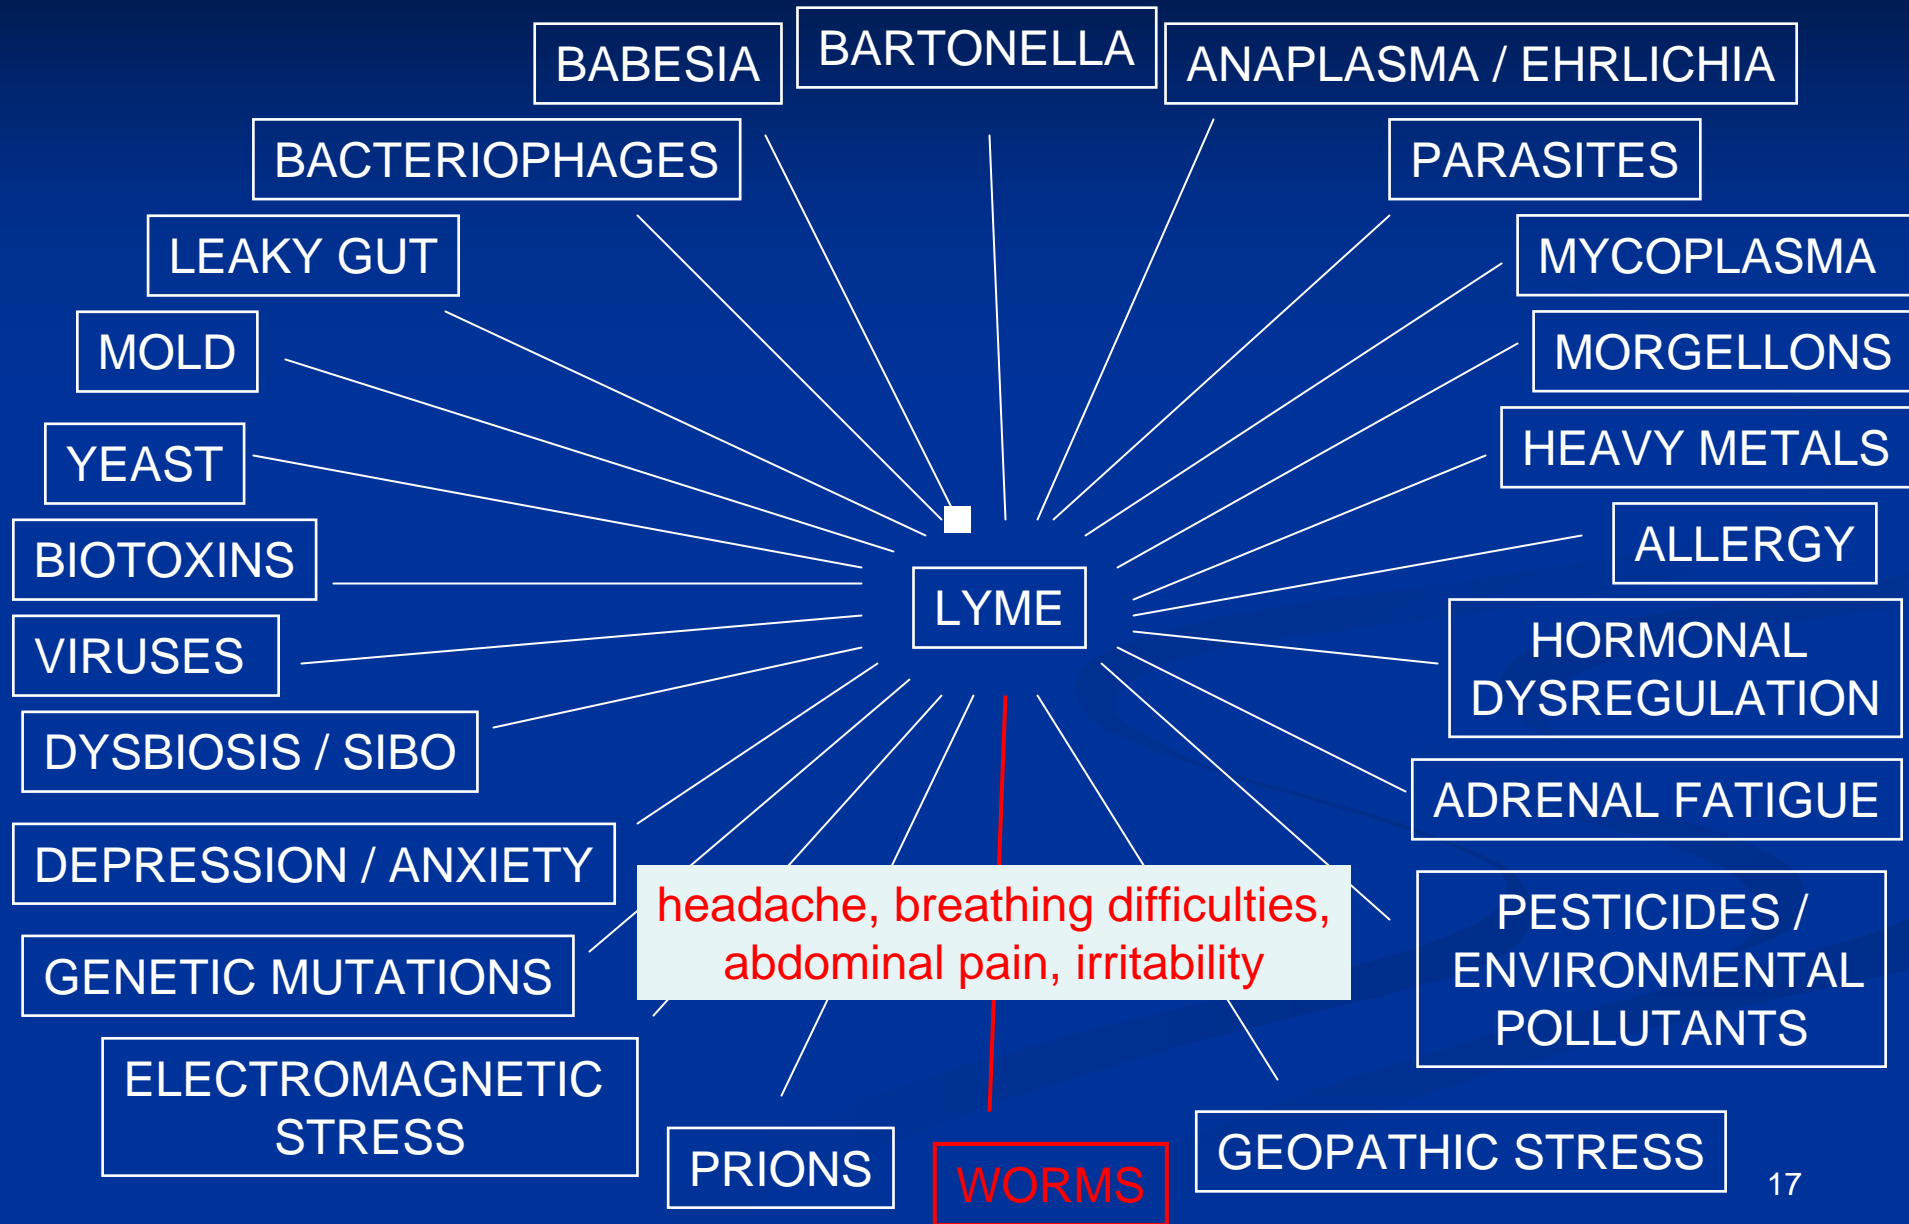 BABESIA
BARTONELLA
ANAPLASMA / EHRLICHIA
BACTERIOPHAGES
PARASITES
LEAKY GUT
MYCOPLASMA
MOLD
MORGELLONS
YEAST
HEAVY METALS
BIOTOXINS
ALLERGY
LYME
VIRUSES
HORMONAL
DYSREGULATION
DYSBIOSIS / SIBO
ADRENAL FATIGUE
DEPRESSION / ANXIETY
headache, breathing difficulties,
abdominal pain, irritability
PESTICIDES /
ENVIRONMENTAL
POLLUTANTS
GENETIC MUTATIONS
ELECTROMAGNETIC
STRESS
PRIONS
WORMS
GEOPATHIC STRESS
17